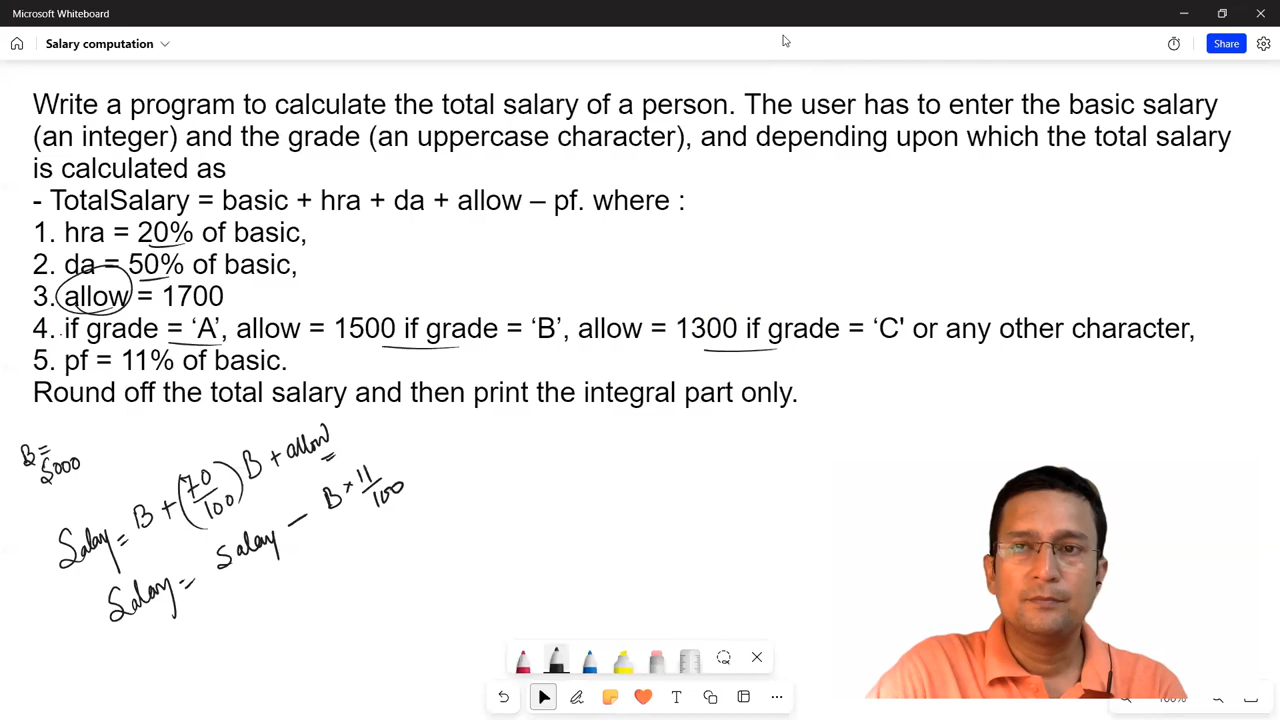 Microsoft Whiteboard
Salary computation
Share
Write a program to calculate the total salary of a person. The user has to enter the basic salary
(an integer) and the grade (an uppercase character), and depending upon which the total salary
is calculated as
- TotalSalary = basic + hra + da + allow – pf. where :
1. hra = 20% of basic,
2. da = 50% of basic,
3. allow = 1700
4. if grade = ‘A’, allow = 1500 if grade = ‘B’, allow = 1300 if grade = ‘C' or any other character,
5. pf = 11% of basic.
Round off the total salary and then print the integral part only.
B =
5000
Salary = B + (70/100) B + allow
Salary = Salary − B × 11/100